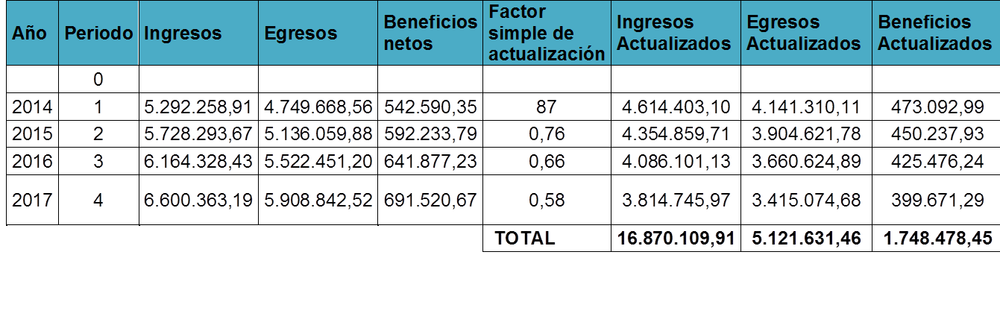 Año Periodo Ingresos Egresos Beneficios netos Factor simple de actualización Ingresos Actualizados Egresos Actualizados Beneficios Actualizados
0
2014 1 5.292.258,91 4.749.668,56 542.590,35 87 4.614.403,10 4.141.310,11 473.092,99
2015 2 5.728.293,67 5.136.059,88 592.233,79 0,76 4.354.859,71 3.904.621,78 450.237,93
2016 3 6.164.328,43 5.522.451,20 641.877,23 0,66 4.086.101,13 3.660.624,89 425.476,24
2017 4 6.600.363,19 5.908.842,52 691.520,67 0,58 3.814.745,97 3.415.074,68 399.671,29
TOTAL 16.870.109,91 5.121.631,46 1.748.478,45